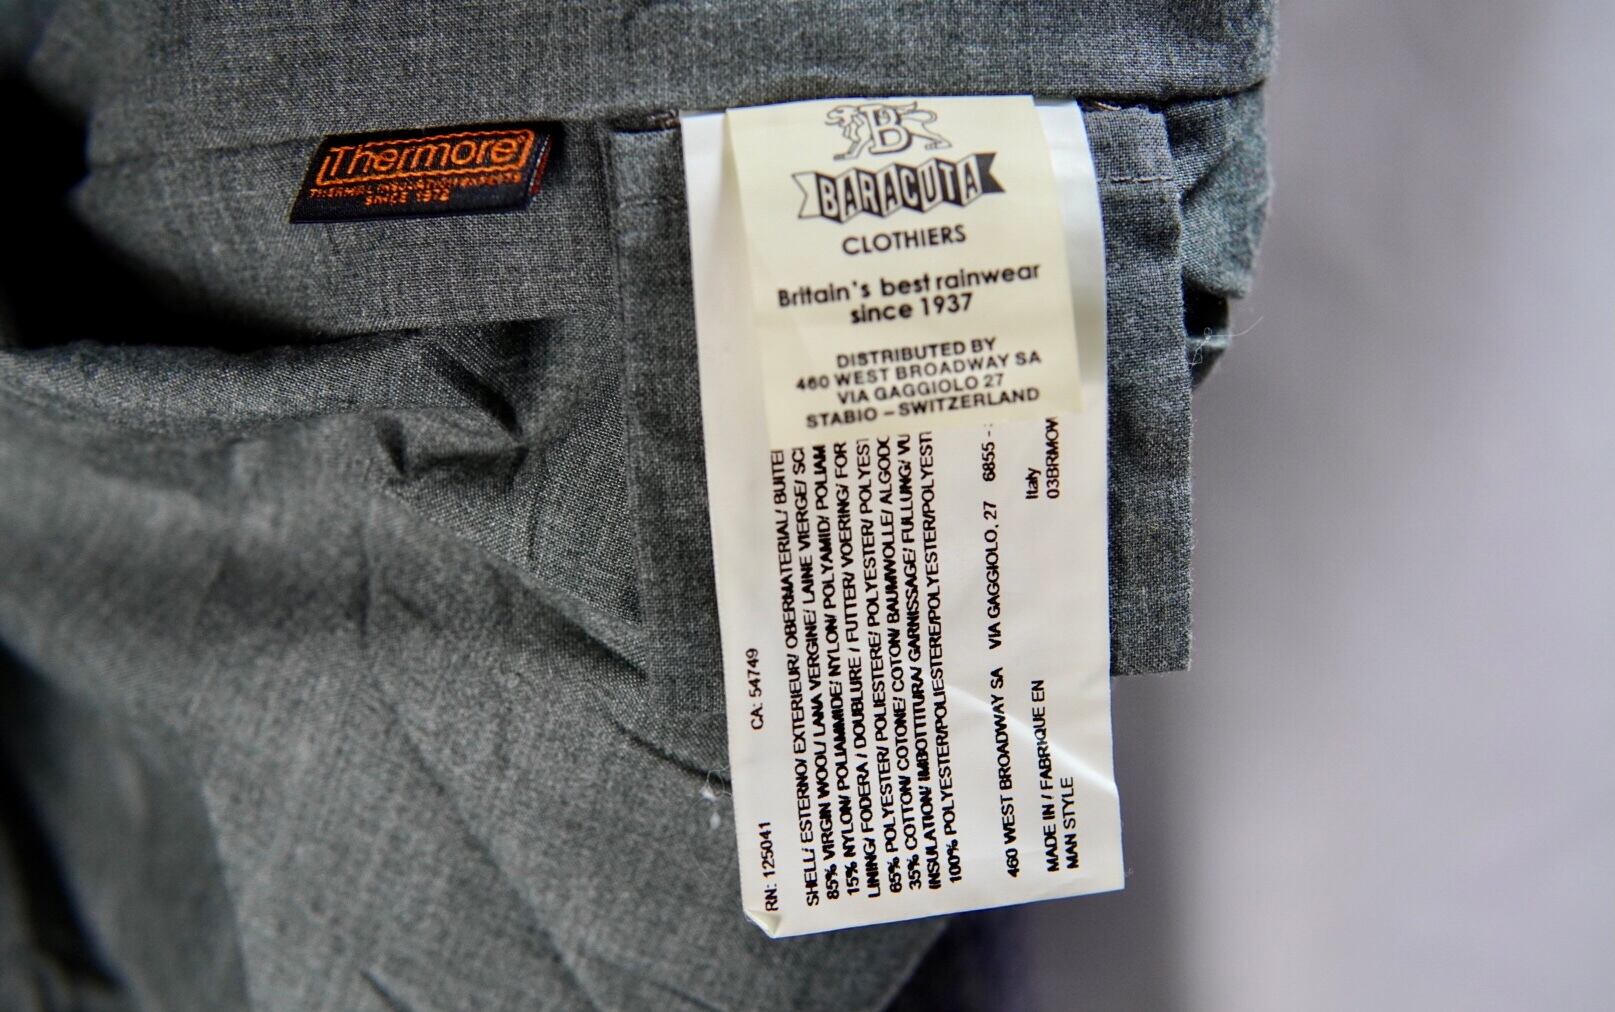 Thermore
SINCE 1972
B
BARACUTA
CLOTHIERS
Britain's best rainwear
since 1937
DISTRIBUTED BY
460 WEST BROADWAY SA
VIA GAGGIOLO 27
STABIO – SWITZERLAND
RN: 125041 CA: 54749
SHELL/ ESTERNO/ EXTERIEUR/ OBERMATERIAL/
85% VIRGIN WOOL/ LANA VERGINE/ LAINE VIERGE/
15% NYLON/ POLIAMMIDE/ NYLON/ POLYAMID/ POLIAM
LINING/ FODERA / DOUBLURE / FUTTER/ VOERING/ FOR
65% POLYESTER/ POLIESTERE/ POLYESTER/ POLYEST
35% COTTON/ COTONE/ COTON/ BAUMWOLLE/
INSULATION/ IMBOTTITURA/ GARNISSAGE/ FULLUNG/
100% POLYESTER/POLIESTERE/POLYESTER/POLYEST
460 WEST BROADWAY SA VIA GAGGIOLO, 27 6855 -
MADE IN / FABRIQUE EN Italy
MAN STYLE 03BRMOW